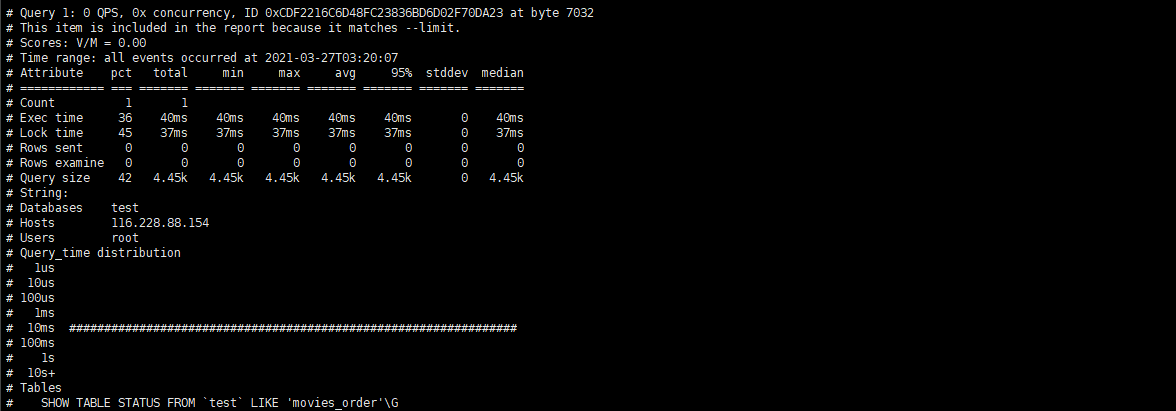 # Query 1: 0 QPS, 0x concurrency, ID 0xCDF2216C6D48FC23836BD6D02F70DA23 at byte 7032
# This item is included in the report because it matches --limit.
# Scores: V/M = 0.00
# Time range: all events occurred at 2021-03-27T03:20:07
# Attribute    pct   total     min     max     avg     95%  stddev  median
# ============ === ======= ======= ======= ======= ======= ======= =======
# Count          1       1
# Exec time     36    40ms    40ms    40ms    40ms    40ms       0    40ms
# Lock time     45    37ms    37ms    37ms    37ms    37ms       0    37ms
# Rows sent      0       0       0       0       0       0       0       0
# Rows examine   0       0       0       0       0       0       0       0
# Query size    42   4.45k   4.45k   4.45k   4.45k   4.45k       0   4.45k
# String:
# Databases    test
# Hosts        116.228.88.154
# Users        root
# Query_time distribution
#   1us
#  10us
# 100us
#   1ms
#  10ms  ################################################################
# 100ms
#    1s
#  10s+
# Tables
#    SHOW TABLE STATUS FROM `test` LIKE 'movies_order'\G